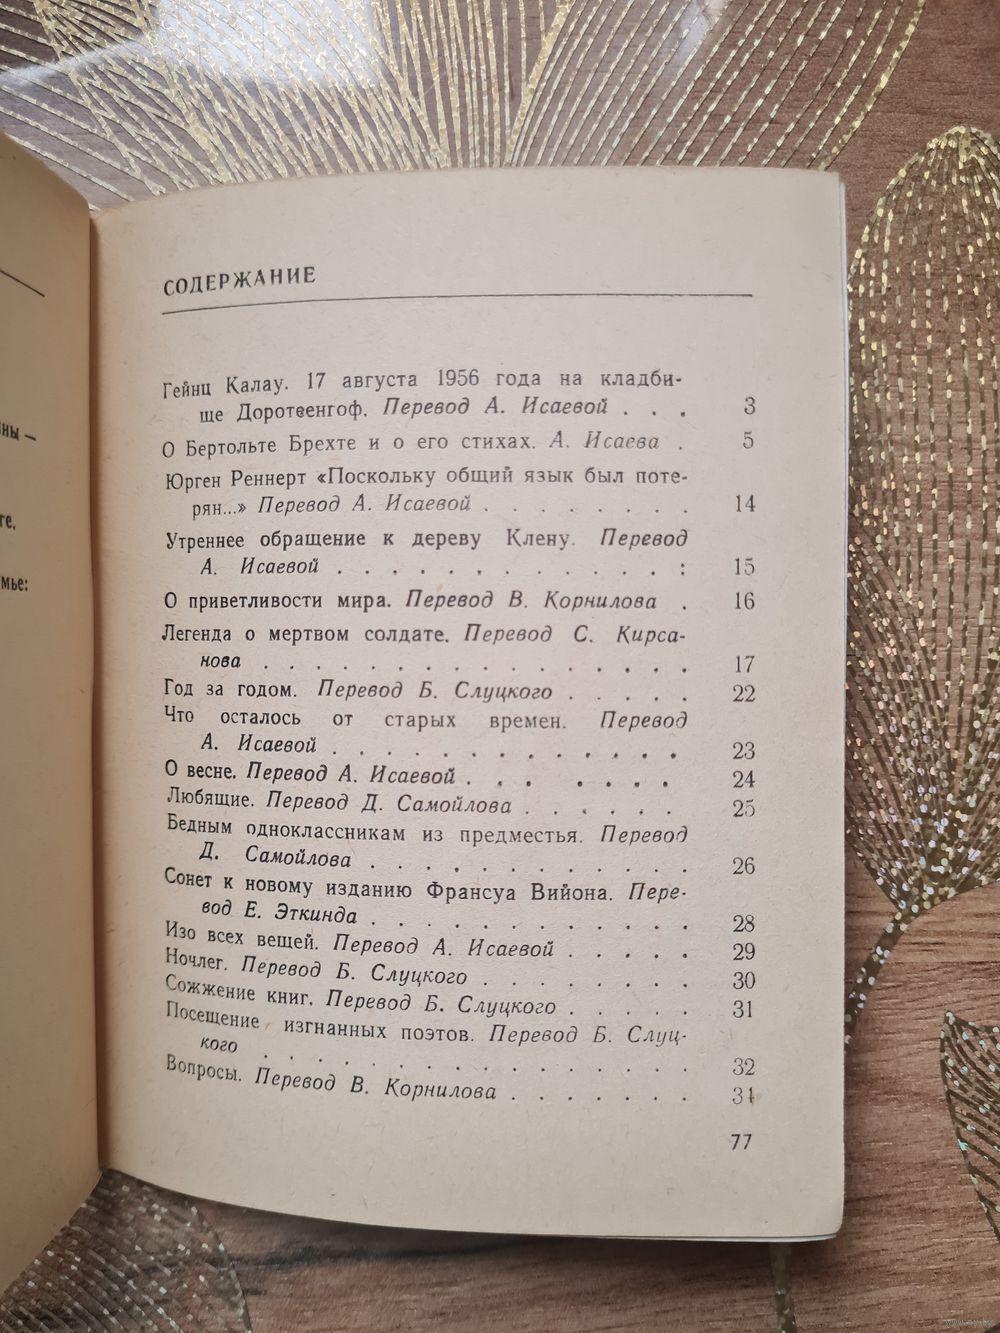 ны —
те.
мье:
СОДЕРЖАНИЕ
Гейнц Калау. 17 августа 1956 года на кладби-
ще Доротвенгоф. Перевод А. Исаевой . . . 3
О Бертольте Брехте и о его стихах. А. Исаева . 5
Юрген Реннерт «Поскольку общий язык был поте-
рян...» Перевод А. Исаевой . . . . . . . . 14
Утреннее обращение к дереву Клену. Перевод
А. Исаевой . . . . . . . . . . . . : 15
О приветливости мира. Перевод В. Корнилова . 16
Легенда о мертвом солдате. Перевод С. Кирса-
нова . . . . . . . . . . . . . . . . 17
Год за годом. Перевод Б. Слуцкого . . . . . 22
Что осталось от старых времен. Перевод
А. Исаевой . . . . . . . . . . . . . 23
О весне. Перевод А. Исаевой . . . . . . . 24
Любящие. Перевод Д. Самойлова . . . . . . 25
Бедным одноклассникам из предместья. Перевод
Д. Самойлова . . . . . . . . . . . . 26
Сонет к новому изданию Франсуа Вийона. Пере-
вод Е. Эткинда . . . . . . . . . . . . 28
Изо всех вещей. Перевод А. Исаевой . . . . . 29
Ночлег. Перевод Б. Слуцкого . . . . . . . . 30
Сожжение книг. Перевод Б. Слуцкого . . . . . 31
Посещение изгнанных поэтов. Перевод Б. Слуц-
кого . . . . . . . . . . . . . . . . 32
Вопросы. Перевод В. Корнилова . . . . . . . 34
77